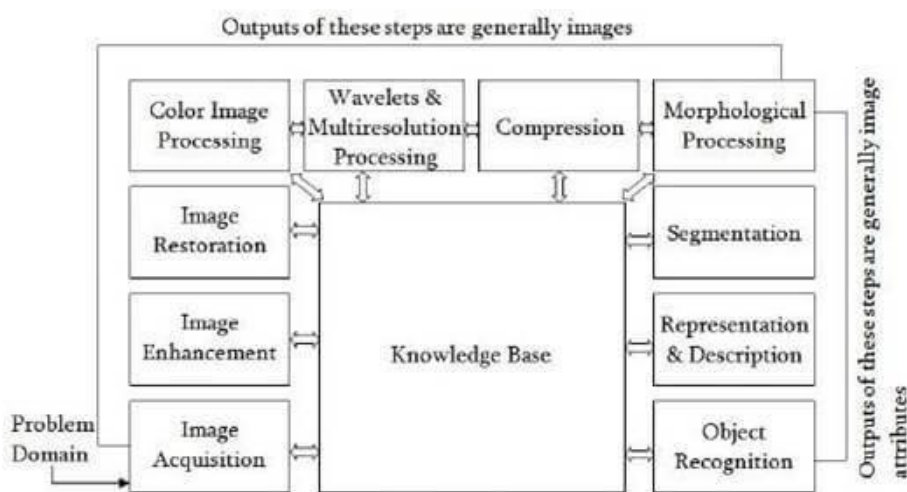 Outputs of these steps are generally images
Color Image
Processing
Wavelets &
Multiresolution
Processing
Compression
Morphological
Processing
Image
Restoration
Segmentation
Image
Enhancement
Knowledge Base
Representation
& Description
Problem
Domain
Image
Acquisition
Object
Recognition
Outputs of these steps are generally image
attributes